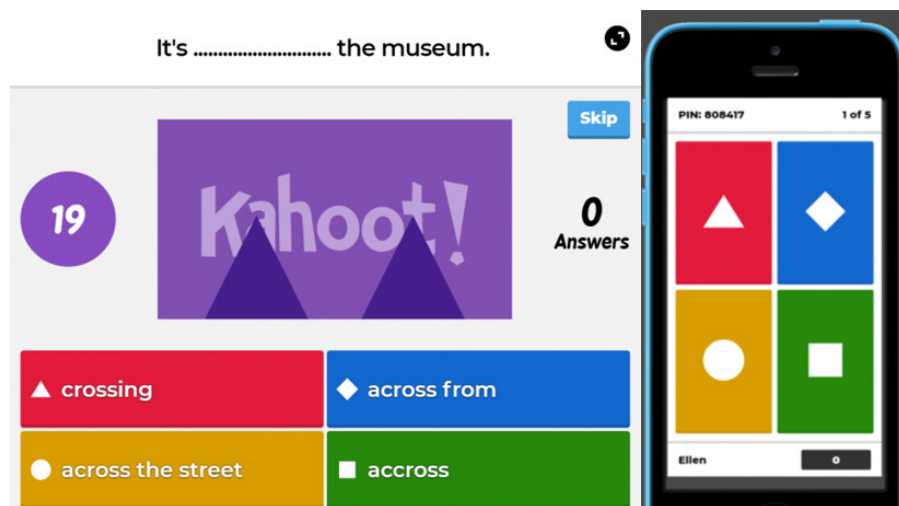 It's ............................ the museum.
Skip
19
Kahoot!
0
Answers
crossing
across from
across the street
accross
PIN: 808417 1 of 5
Ellen 0